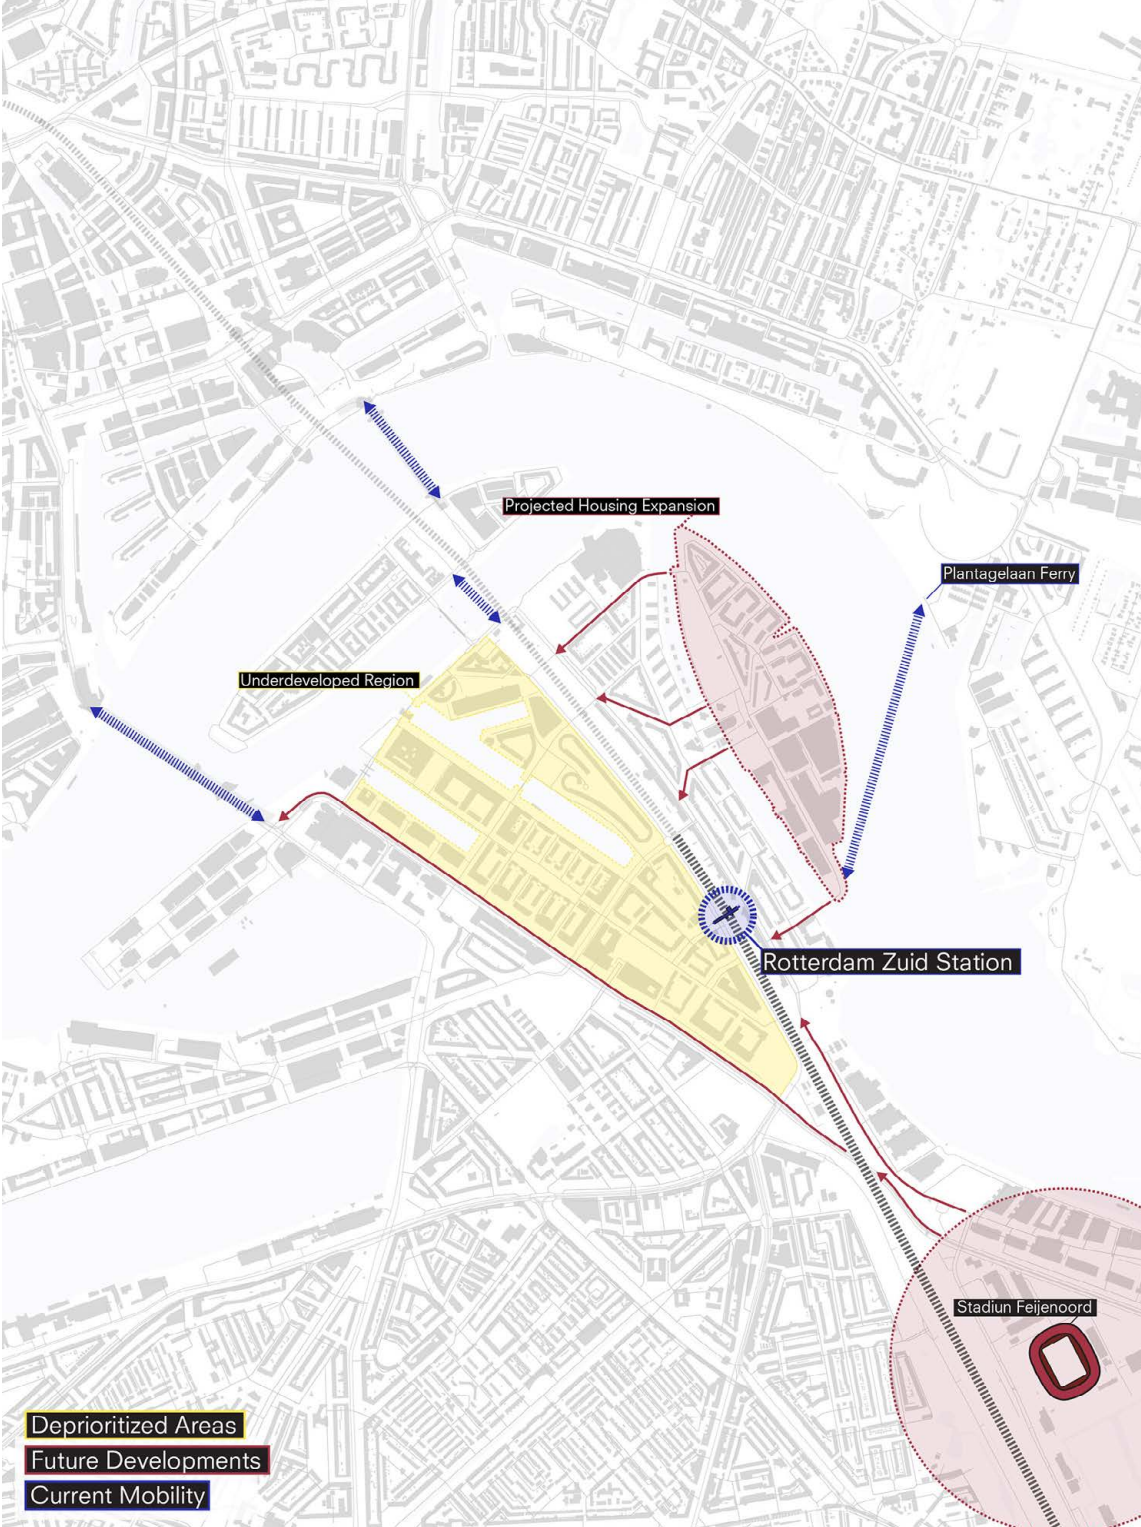 Projected Housing Expansion
Plantagelaan Ferry
Underdeveloped Region
Rotterdam Zuid Station
Stadiun Feijenoord
Deprioritized Areas
Future Developments
Current Mobility